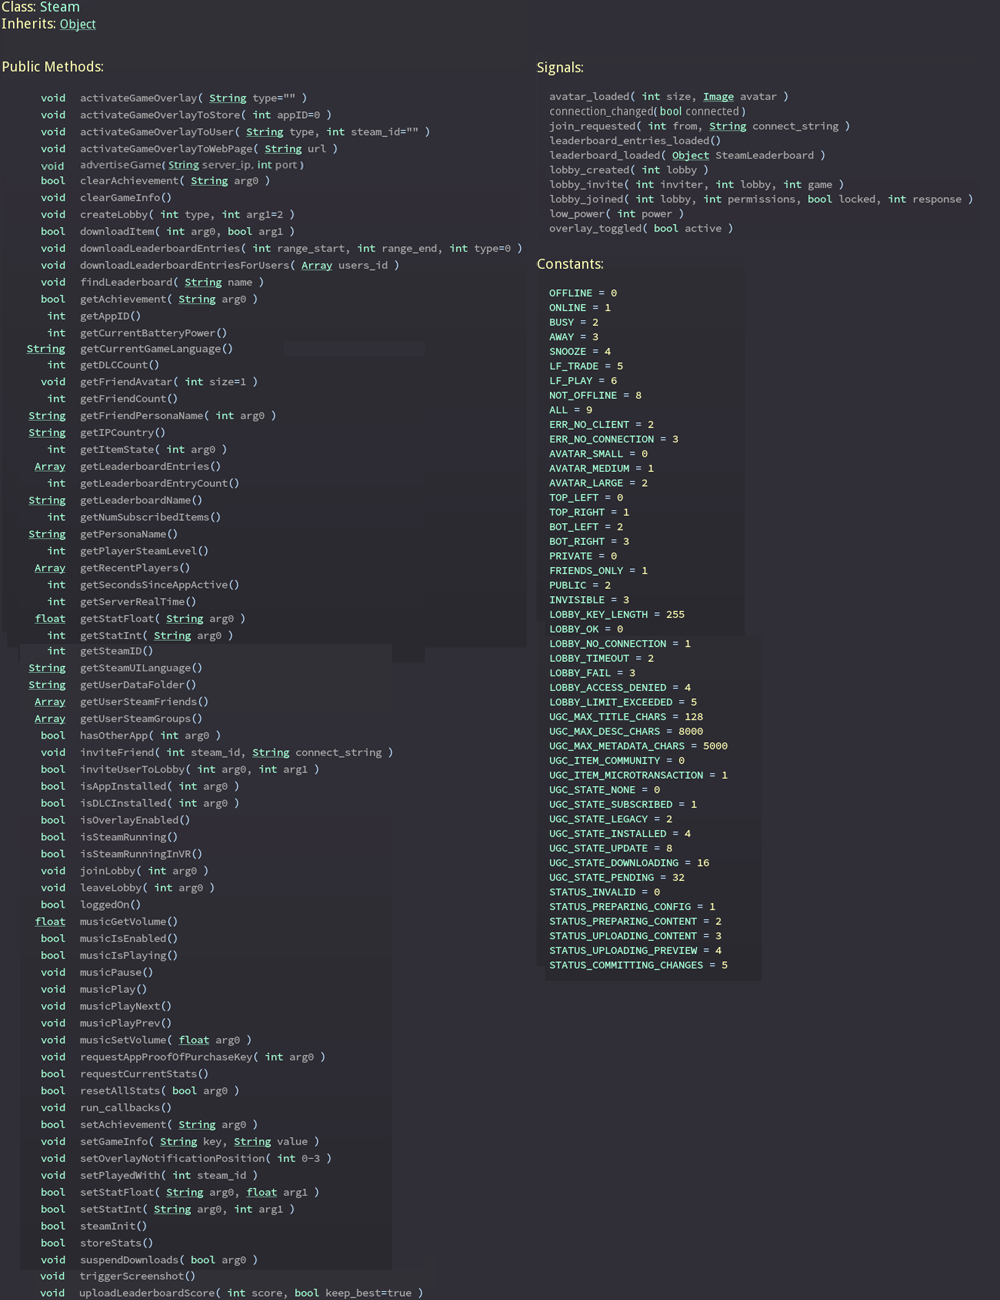 Class: Steam
Inherits: Object
Public Methods:
void activateGameOverlay( String type="" )
void activateGameOverlayToStore( int appID=0 )
void activateGameOverlayToUser( String type, int steam_id="" )
void activateGameOverlayToWebPage( String url )
void advertiseGame( String server_ip, int port )
bool clearAchievement( String arg0 )
void clearGameInfo()
void createLobby( int type, int arg1=2 )
bool downloadItem( int arg0, bool arg1 )
void downloadLeaderboardEntries( int range_start, int range_end, int type=0 )
void downloadLeaderboardEntriesForUsers( Array users_id )
void findLeaderboard( String name )
bool getAchievement( String arg0 )
int getAppID()
int getCurrentBatteryPower()
String getCurrentGameLanguage()
int getDLCCount()
void getFriendAvatar( int size=1 )
int getFriendCount()
String getFriendPersonaName( int arg0 )
String getIPCountry()
int getItemState( int arg0 )
Array getLeaderboardEntries()
int getLeaderboardEntryCount()
String getLeaderboardName()
int getNumSubscribedItems()
String getPersonaName()
int getPlayerSteamLevel()
Array getRecentPlayers()
int getSecondsSinceAppActive()
int getServerRealTime()
float getStatFloat( String arg0 )
int getStatInt( String arg0 )
int getSteamID()
String getSteamUILanguage()
String getUserDataFolder()
Array getUserSteamFriends()
Array getUserSteamGroups()
bool hasOtherApp( int arg0 )
void inviteFriend( int steam_id, String connect_string )
bool inviteUserToLobby( int arg0, int arg1 )
bool isAppInstalled( int arg0 )
bool isDLCInstalled( int arg0 )
bool isOverlayEnabled()
bool isSteamRunning()
bool isSteamRunningInVR()
void joinLobby( int arg0 )
void leaveLobby( int arg0 )
bool loggedOn()
float musicGetVolume()
bool musicIsEnabled()
bool musicIsPlaying()
void musicPause()
void musicPlay()
void musicPlayNext()
void musicPlayPrev()
void musicSetVolume( float arg0 )
void requestAppProofOfPurchaseKey( int arg0 )
bool requestCurrentStats()
bool resetAllStats( bool arg0 )
void run_callbacks()
bool setAchievement( String arg0 )
void setGameInfo( String key, String value )
void setOverlayNotificationPosition( int 0-3 )
void setPlayedWith( int steam_id )
bool setStatFloat( String arg0, float arg1 )
bool setStatInt( String arg0, int arg1 )
bool steamInit()
bool storeStats()
void suspendDownloads( bool arg0 )
void triggerScreenshot()
void uploadLeaderboardScore( int score, bool keep_best=true )
Signals:
avatar_loaded( int size, Image avatar )
connection_changed( bool connected )
join_requested( int from, String connect_string )
leaderboard_entries_loaded()
leaderboard_loaded( Object SteamLeaderboard )
lobby_created( int lobby )
lobby_invite( int inviter, int lobby, int game )
lobby_joined( int lobby, int permissions, bool locked, int response )
low_power( int power )
overlay_toggled( bool active )
Constants:
OFFLINE = 0
ONLINE = 1
BUSY = 2
AWAY = 3
SNOOZE = 4
LF_TRADE = 5
LF_PLAY = 6
NOT_OFFLINE = 8
ALL = 9
ERR_NO_CLIENT = 2
ERR_NO_CONNECTION = 3
AVATAR_SMALL = 0
AVATAR_MEDIUM = 1
AVATAR_LARGE = 2
TOP_LEFT = 0
TOP_RIGHT = 1
BOT_LEFT = 2
BOT_RIGHT = 3
PRIVATE = 0
FRIENDS_ONLY = 1
PUBLIC = 2
INVISIBLE = 3
LOBBY_KEY_LENGTH = 255
LOBBY_OK = 0
LOBBY_NO_CONNECTION = 1
LOBBY_TIMEOUT = 2
LOBBY_FAIL = 3
LOBBY_ACCESS_DENIED = 4
LOBBY_LIMIT_EXCEEDED = 5
UGC_MAX_TITLE_CHARS = 128
UGC_MAX_DESC_CHARS = 8000
UGC_MAX_METADATA_CHARS = 5000
UGC_ITEM_COMMUNITY = 0
UGC_ITEM_MICROTRANSACTION = 1
UGC_STATE_NONE = 0
UGC_STATE_SUBSCRIBED = 1
UGC_STATE_LEGACY = 2
UGC_STATE_INSTALLED = 4
UGC_STATE_UPDATE = 8
UGC_STATE_DOWNLOADING = 16
UGC_STATE_PENDING = 32
STATUS_INVALID = 0
STATUS_PREPARING_CONFIG = 1
STATUS_PREPARING_CONTENT = 2
STATUS_UPLOADING_CONTENT = 3
STATUS_UPLOADING_PREVIEW = 4
STATUS_COMMITTING_CHANGES = 5